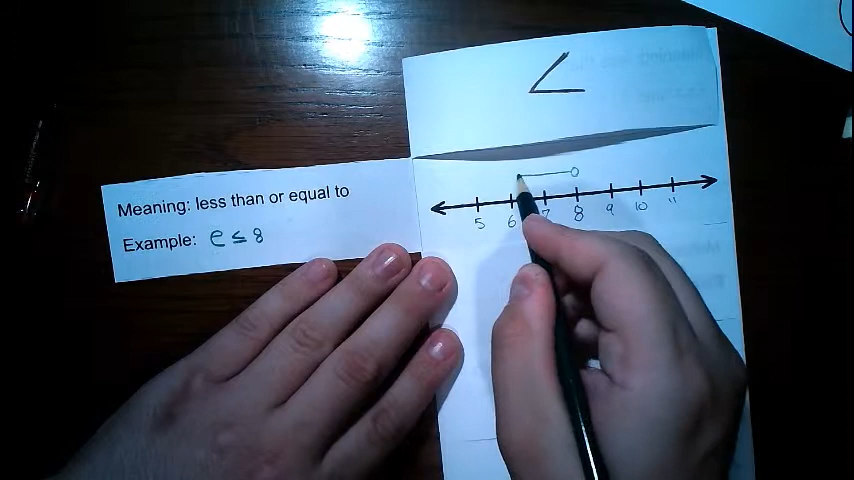 <
Meaning: less than or equal to
Example: e ≤ 8
5 6 7 8 9 10 11